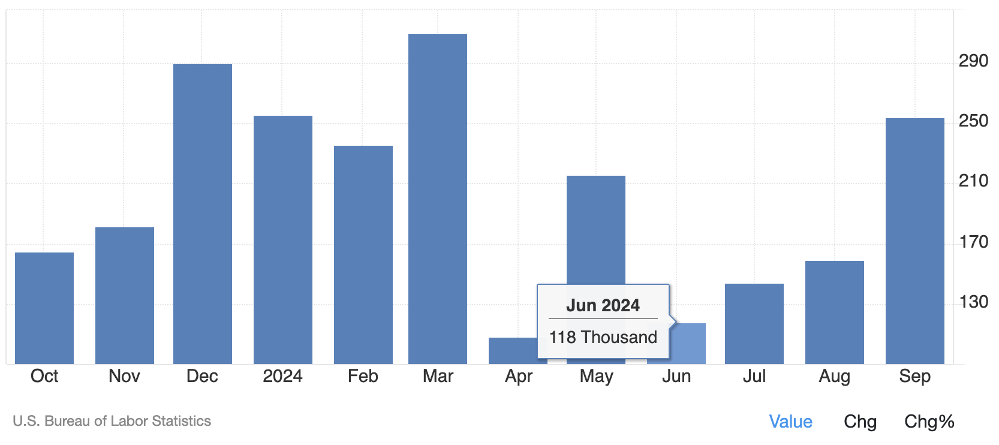 290
250
210
170
130
Jun 2024
118 Thousand
Oct Nov Dec 2024 Feb Mar Apr May Jun Jul Aug Sep
U.S. Bureau of Labor Statistics Value Chg Chg%